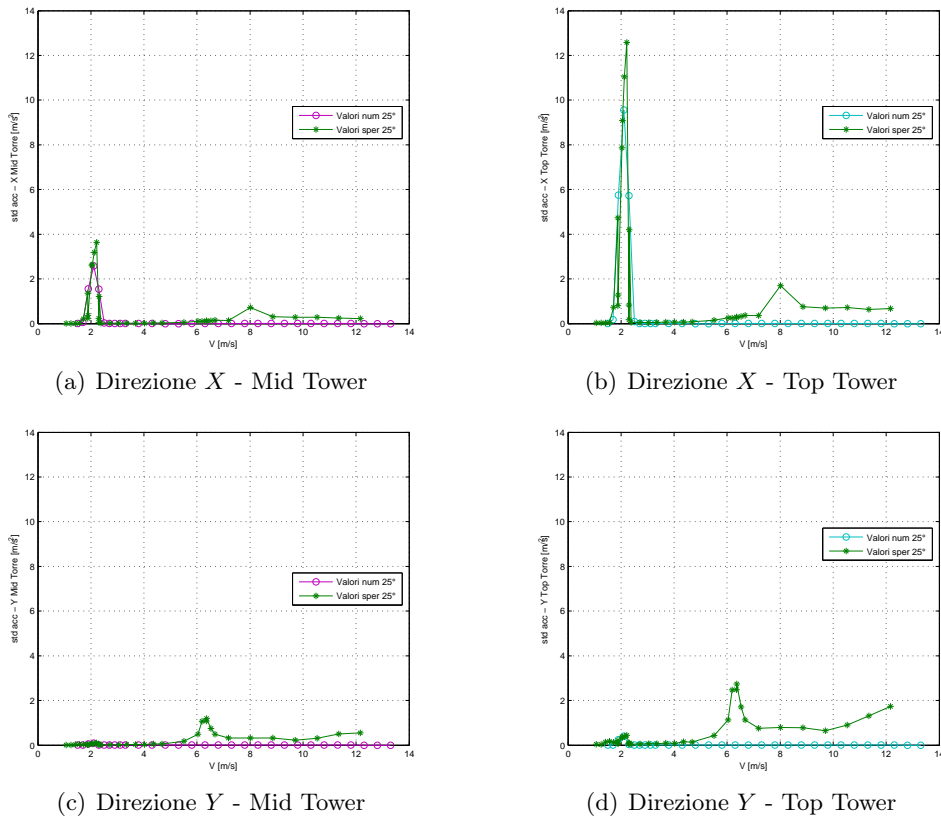 14
12
10
8
6
4
2
0
0 2 4 6 8 10 12 14
V [m/s]
std acc − X Mid Torre [m/s²]
Valori num 25°
Valori sper 25°
(a) Direzione X - Mid Tower
14
12
10
8
6
4
2
0
0 2 4 6 8 10 12 14
V [m/s]
std acc − X Top Torre [m/s²]
Valori num 25°
Valori sper 25°
(b) Direzione X - Top Tower
14
12
10
8
6
4
2
0
0 2 4 6 8 10 12 14
V [m/s]
std acc − Y Mid Torre [m/s²]
Valori num 25°
Valori sper 25°
(c) Direzione Y - Mid Tower
14
12
10
8
6
4
2
0
0 2 4 6 8 10 12 14
V [m/s]
std acc − Y Top Torre [m/s²]
Valori num 25°
Valori sper 25°
(d) Direzione Y - Top Tower